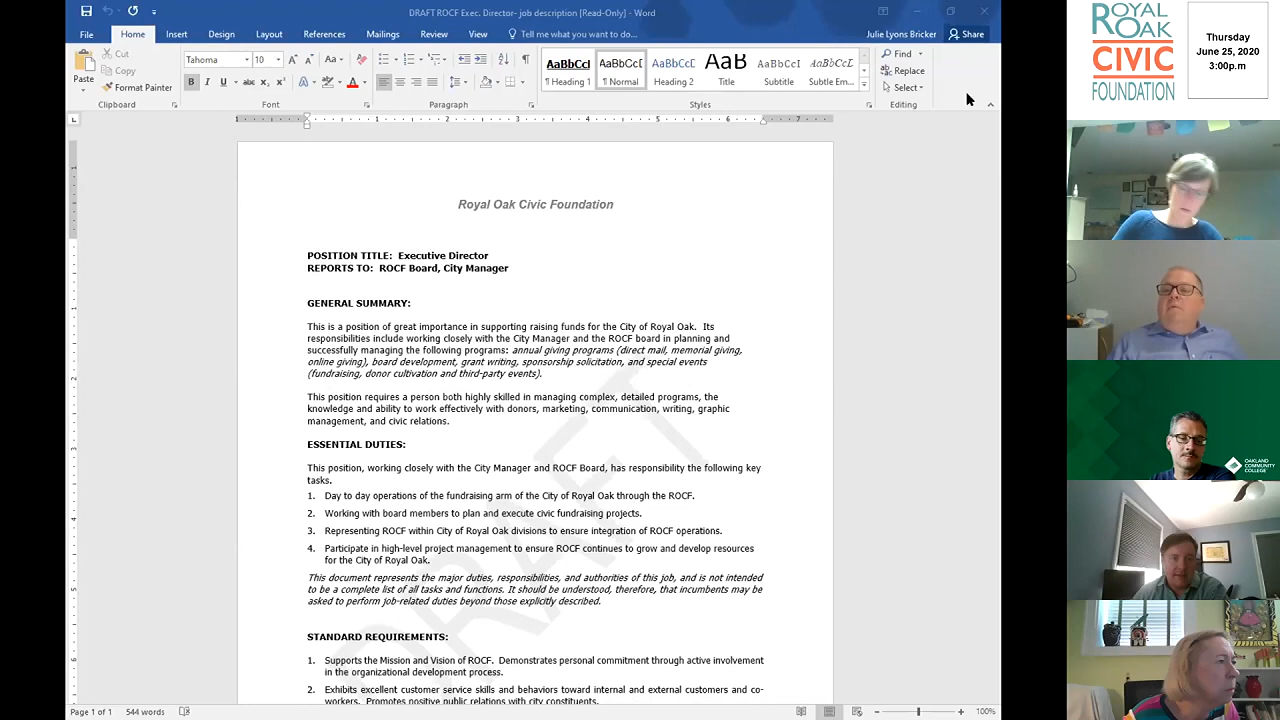 DRAFT ROCF Exec. Director- job description [Read-Only] - Word
File Home Insert Design Layout References Mailings Review View Tell me what you want to do... Julie Lyons Bricker Share
Paste
Cut
Copy
Format Painter
Clipboard
Tahoma 10
Font
Paragraph
AaBbCcI AaBbCcI AaBbCcI AaB AaBbCcI AaBbCcI
¶ Heading 1 ¶ Normal Heading 2 Title Subtitle Subtle Em...
Styles
Find
Replace
Select
Editing
1 1 2 3 4 5 6 7
Royal Oak Civic Foundation
POSITION TITLE: Executive Director
REPORTS TO: ROCF Board, City Manager
GENERAL SUMMARY:
This is a position of great importance in supporting raising funds for the City of Royal Oak. Its
responsibilities include working closely with the City Manager and the ROCF board in planning and
successfully managing the following programs: annual giving programs (direct mail, memorial giving,
online giving), board development, grant writing, sponsorship solicitation, and special events
(fundraising, donor cultivation and third-party events).
This position requires a person both highly skilled in managing complex, detailed programs, the
knowledge and ability to work effectively with donors, marketing, communication, writing, graphic
management, and civic relations.
ESSENTIAL DUTIES:
This position, working closely with the City Manager and ROCF Board, has responsibility the following key
tasks.
1. Day to day operations of the fundraising arm of the City of Royal Oak through the ROCF.
2. Working with board members to plan and execute civic fundraising projects.
3. Representing ROCF within City of Royal Oak divisions to ensure integration of ROCF operations.
4. Participate in high-level project management to ensure ROCF continues to grow and develop resources
for the City of Royal Oak.
This document represents the major duties, responsibilities, and authorities of this job, and is not intended
to be a complete list of all tasks and functions. It should be understood, therefore, that incumbents may be
asked to perform job-related duties beyond those explicitly described.
STANDARD REQUIREMENTS:
1. Supports the Mission and Vision of ROCF. Demonstrates personal commitment through active involvement
in the organizational development process.
2. Exhibits excellent customer service skills and behaviors toward internal and external customers and co-
workers. Promotes positive public relations with city constituents.
Page 1 of 1 544 words
100%
ROYAL
OAK
CIVIC
FOUNDATION
Thursday
June 25, 2020
3:00p.m
OAKLAND
COMMUNITY
COLLEGE